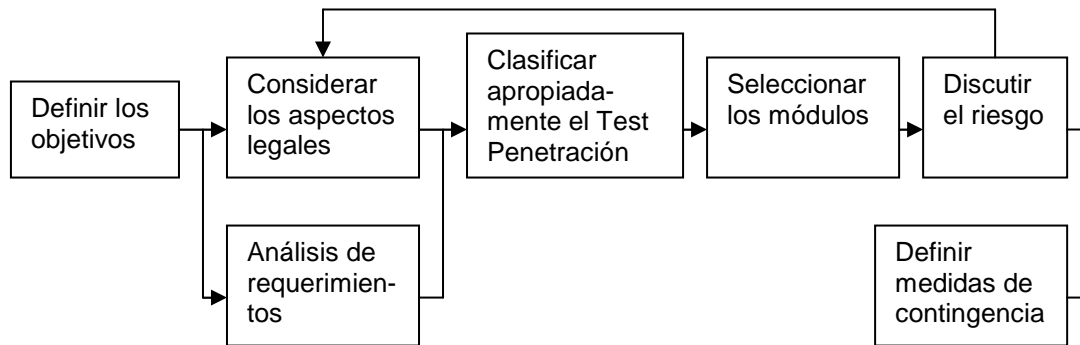 Definir los
objetivos
Considerar
los aspectos
legales
Análisis de
requerimien-
tos
Clasificar
apropiada-
mente el Test
Penetración
Seleccionar
los módulos
Discutir
el riesgo
Definir
medidas de
contingencia